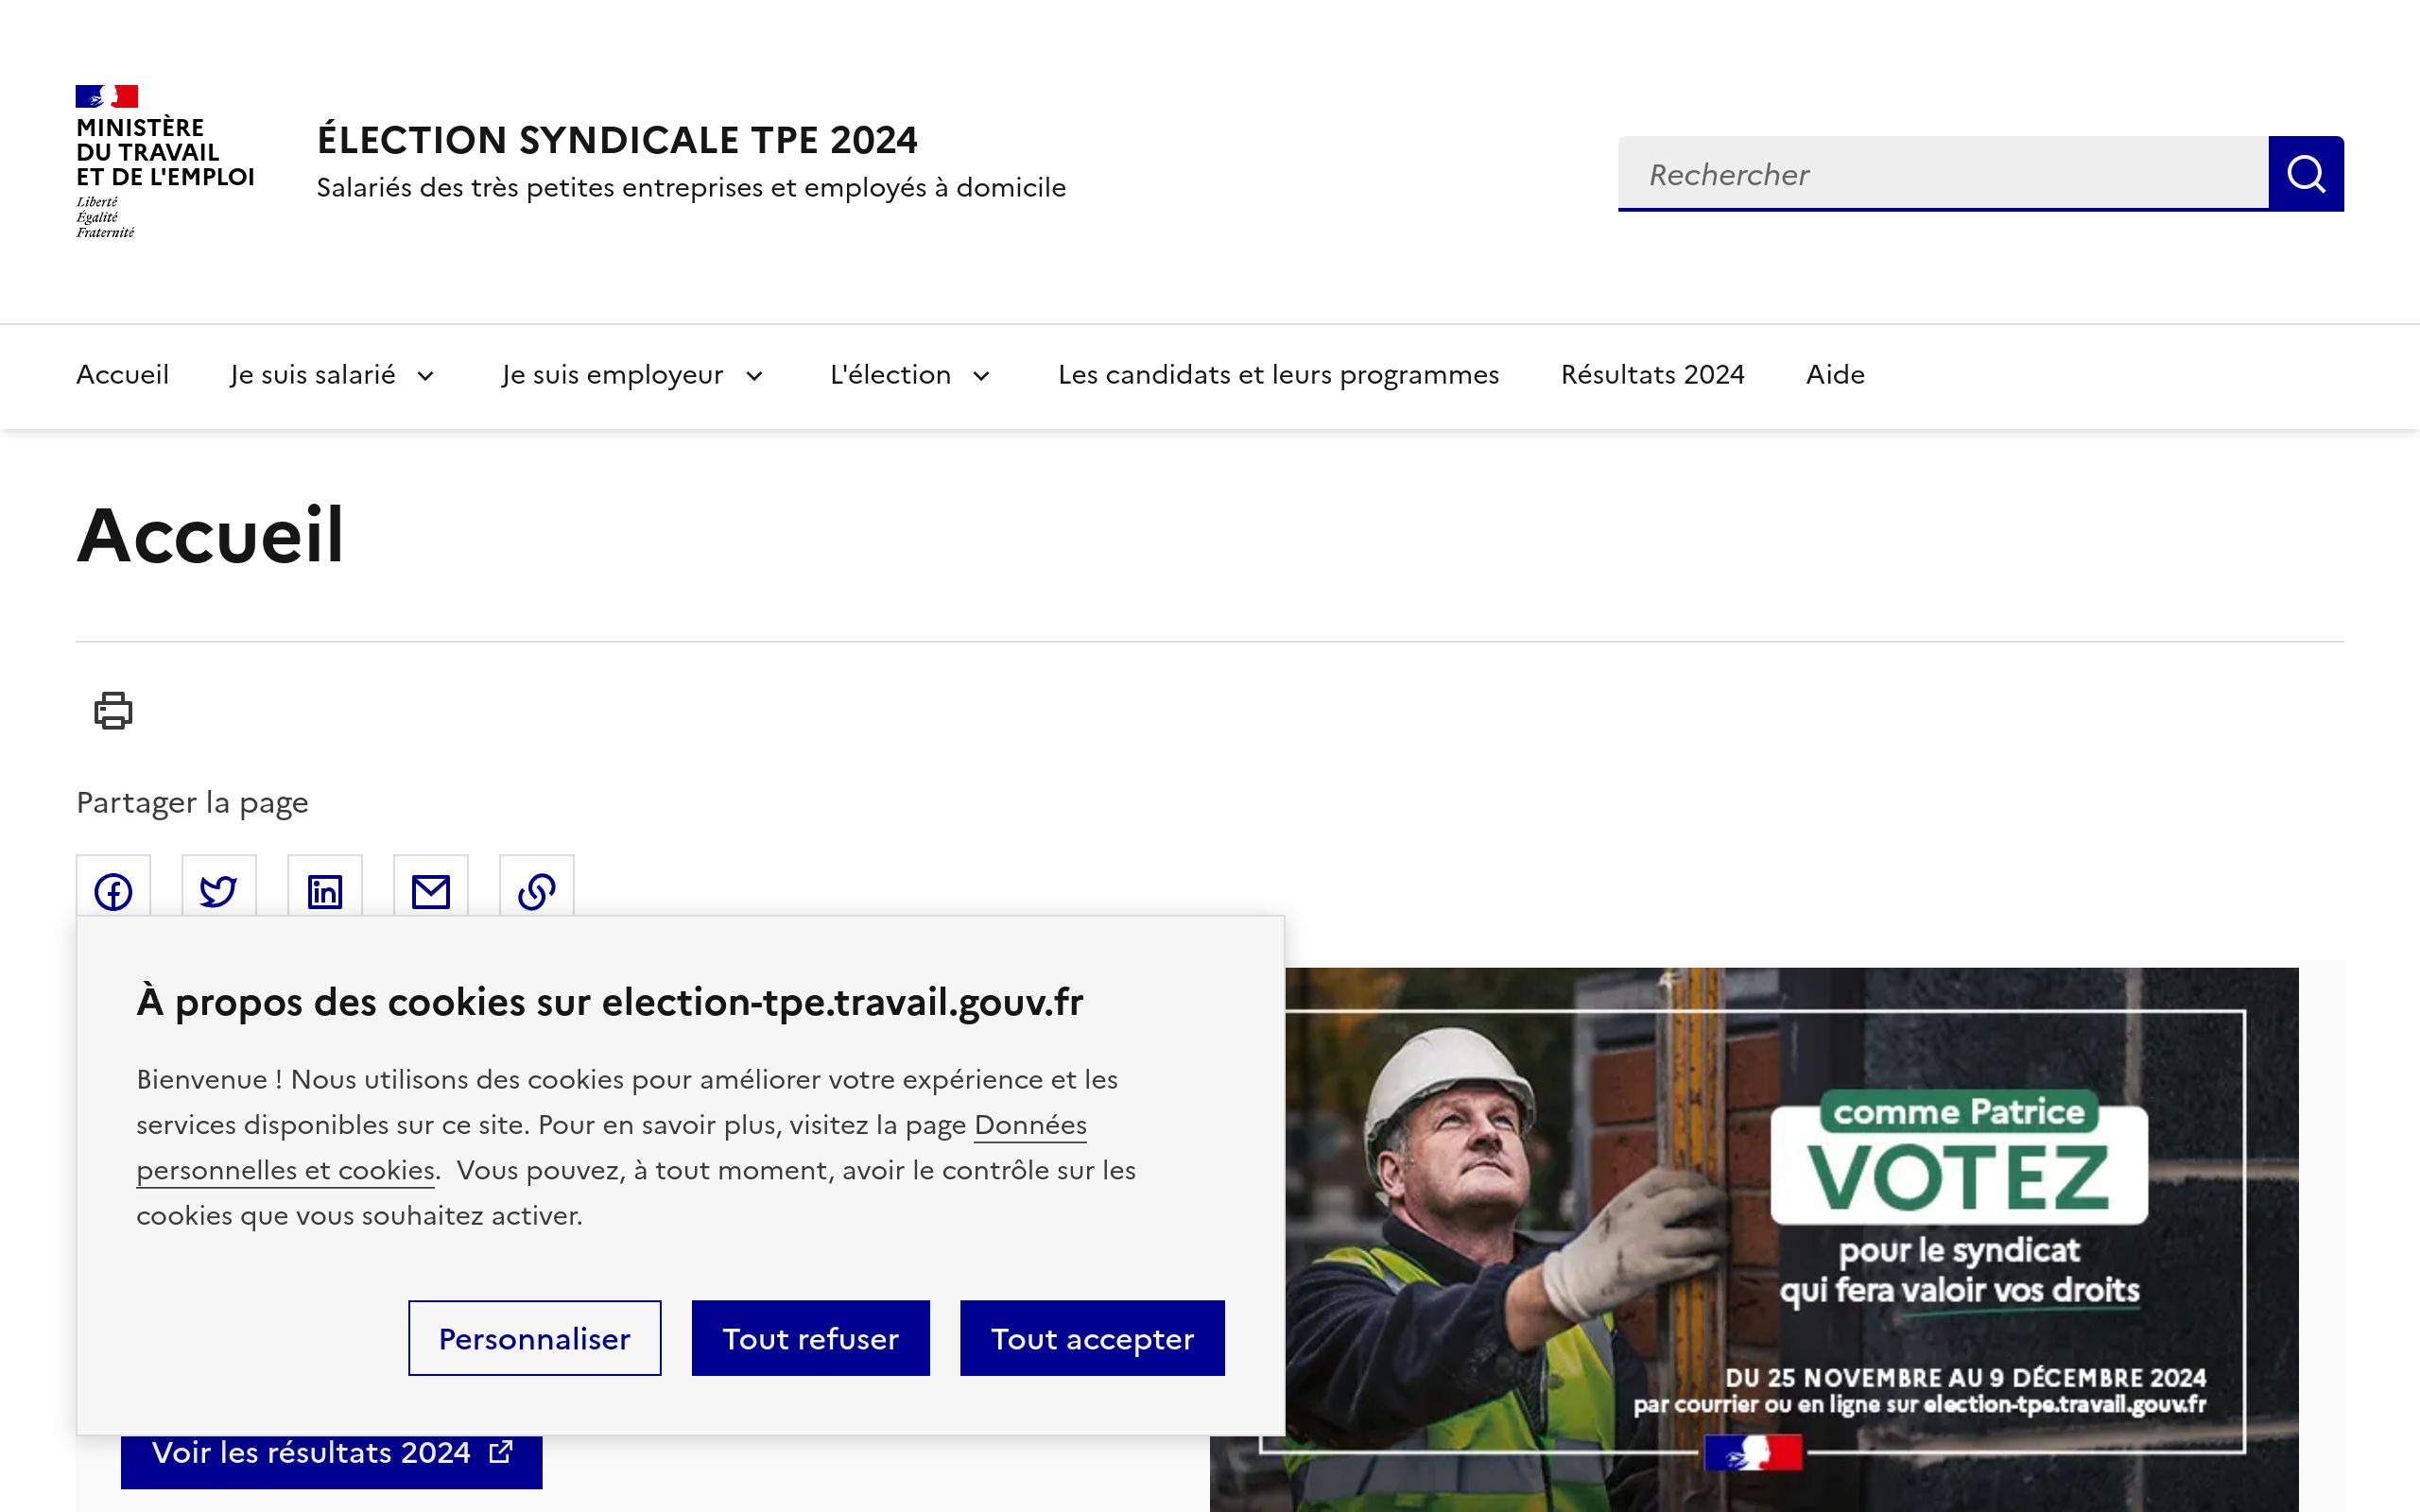 MINISTÈRE
DU TRAVAIL
ET DE L'EMPLOI
Liberté
Égalité
Fraternité
ÉLECTION SYNDICALE TPE 2024
Salariés des très petites entreprises et employés à domicile
Rechercher
Accueil
Je suis salarié
Je suis employeur
L'élection
Les candidats et leurs programmes
Résultats 2024
Aide
Accueil
Partager la page
À propos des cookies sur election-tpe.travail.gouv.fr
Bienvenue ! Nous utilisons des cookies pour améliorer votre expérience et les
services disponibles sur ce site. Pour en savoir plus, visitez la page Données
personnelles et cookies.  Vous pouvez, à tout moment, avoir le contrôle sur les
cookies que vous souhaitez activer.
Personnaliser
Tout refuser
Tout accepter
Voir les résultats 2024
comme Patrice
VOTEZ
pour le syndicat
qui fera valoir vos droits
DU 25 NOVEMBRE AU 9 DÉCEMBRE 2024
par courrier ou en ligne sur election-tpe.travail.gouv.fr